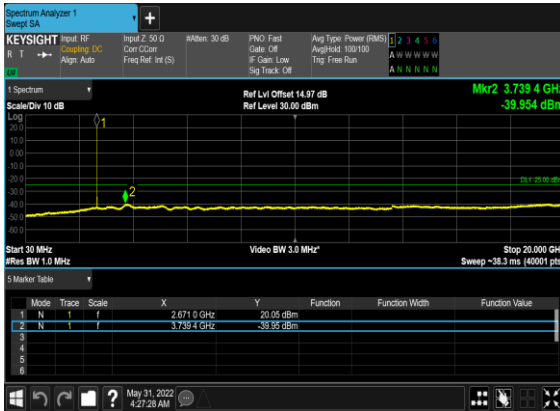 Spectrum Analyzer 1
Swept SA
+
KEYSIGHT Input: RF Input Z: 50 Ω #Atten: 30 dB PNO: Fast Avg Type: Power (RMS) 1 2 3 4 5 6
R T Coupling: DC Corr CCorr Gate: Off Avg|Hold: 100/100 A W W W W W
Align: Auto Freq Ref: Int (S) IF Gain: Low Trig: Free Run
LXI Sig Track: Off A N N N N N
1 Spectrum Ref Lvl Offset 14.97 dB Mkr2 3.739 4 GHz
Scale/Div 10 dB Ref Level 30.00 dBm -39.954 dBm
Log
1
20.0
10.0
0.00
-10.0
-20.0
DL1 -25.00 dBm
-30.0
2
-40.0
-50.0
-60.0
Start 30 MHz Video BW 3.0 MHz* Stop 20.000 GHz
#Res BW 1.0 MHz Sweep ~38.3 ms (40001 pts)
5 Marker Table
Mode Trace Scale X Y Function Function Width Function Value
1 N 1 f 2.671 0 GHz 20.05 dBm
2 N 1 f 3.739 4 GHz -39.95 dBm
3
4
5
6
? May 31, 2022
4:27:28 AM